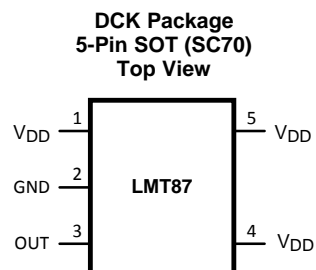 DCK Package
5-Pin SOT (SC70)
Top View
VDD 1
5 VDD
GND 2
LMT87
OUT 3
4 VDD